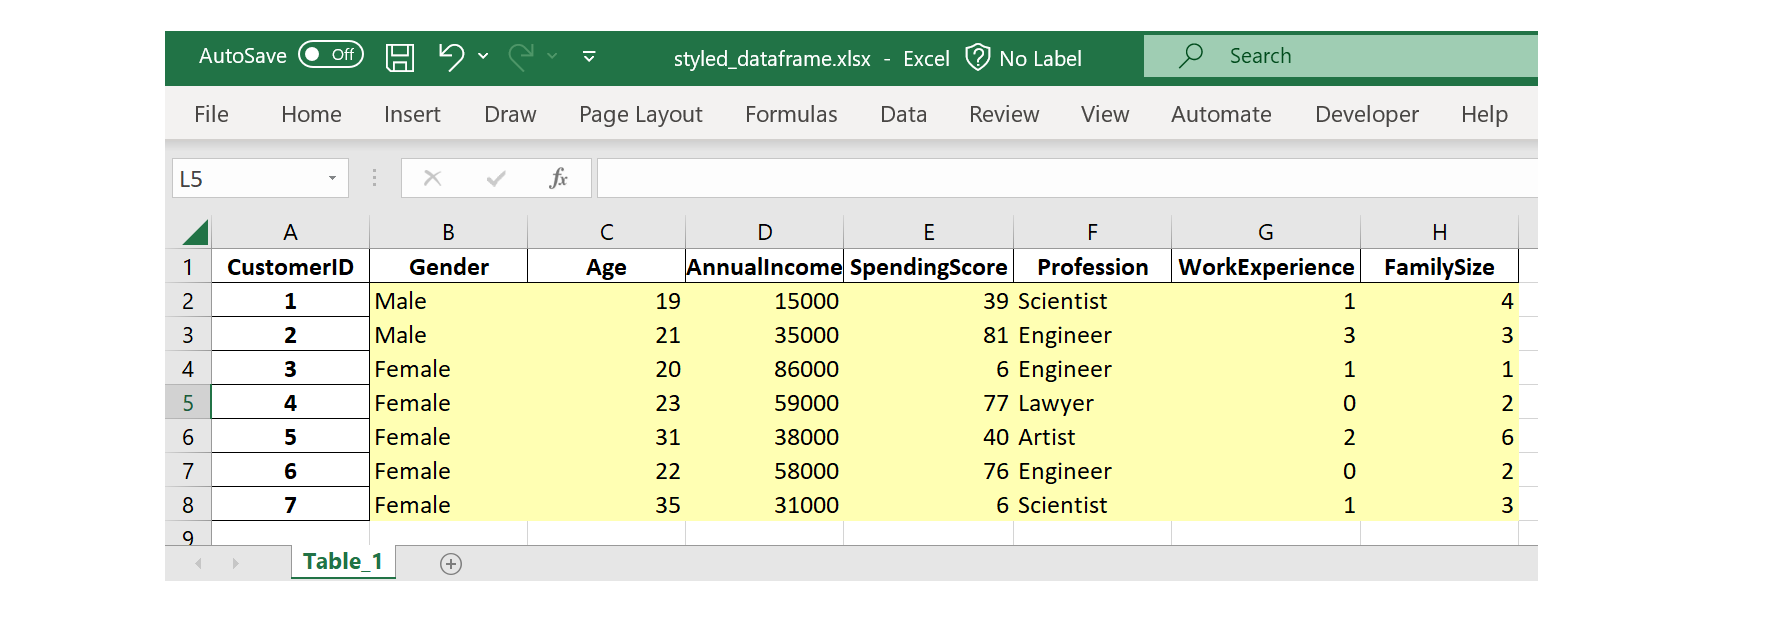 AutoSave Off styled_dataframe.xlsx - Excel No Label Search
File Home Insert Draw Page Layout Formulas Data Review View Automate Developer Help
L5 fx
A B C D E F G H
1 CustomerID Gender Age AnnualIncome SpendingScore Profession WorkExperience FamilySize
2 1 Male 19 15000 39 Scientist 1 4
3 2 Male 21 35000 81 Engineer 3 3
4 3 Female 20 86000 6 Engineer 1 1
5 4 Female 23 59000 77 Lawyer 0 2
6 5 Female 31 38000 40 Artist 2 6
7 6 Female 22 58000 76 Engineer 0 2
8 7 Female 35 31000 6 Scientist 1 3
9
Table_1